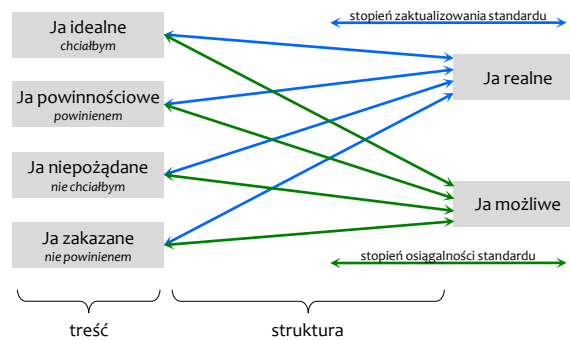 Ja idealne
chciałbym
stopień zaktualizowania standardu
Ja powinnościowe
powinienem
Ja realne
Ja niepożądane
nie chciałbym
Ja możliwe
Ja zakazane
nie powinienem
stopień osiągalności standardu
treść
struktura